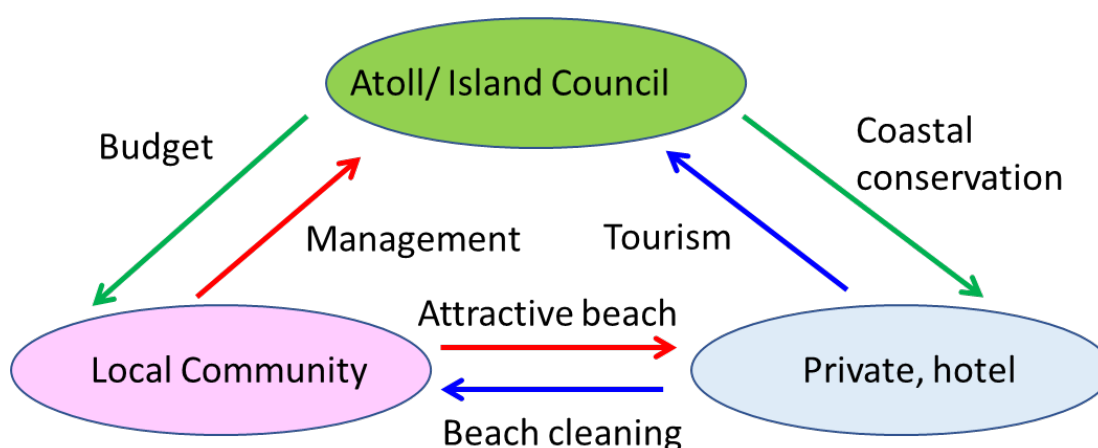 Atoll/ Island Council
Budget
Coastal
conservation
Management
Tourism
Attractive beach
Local Community
Private, hotel
Beach cleaning